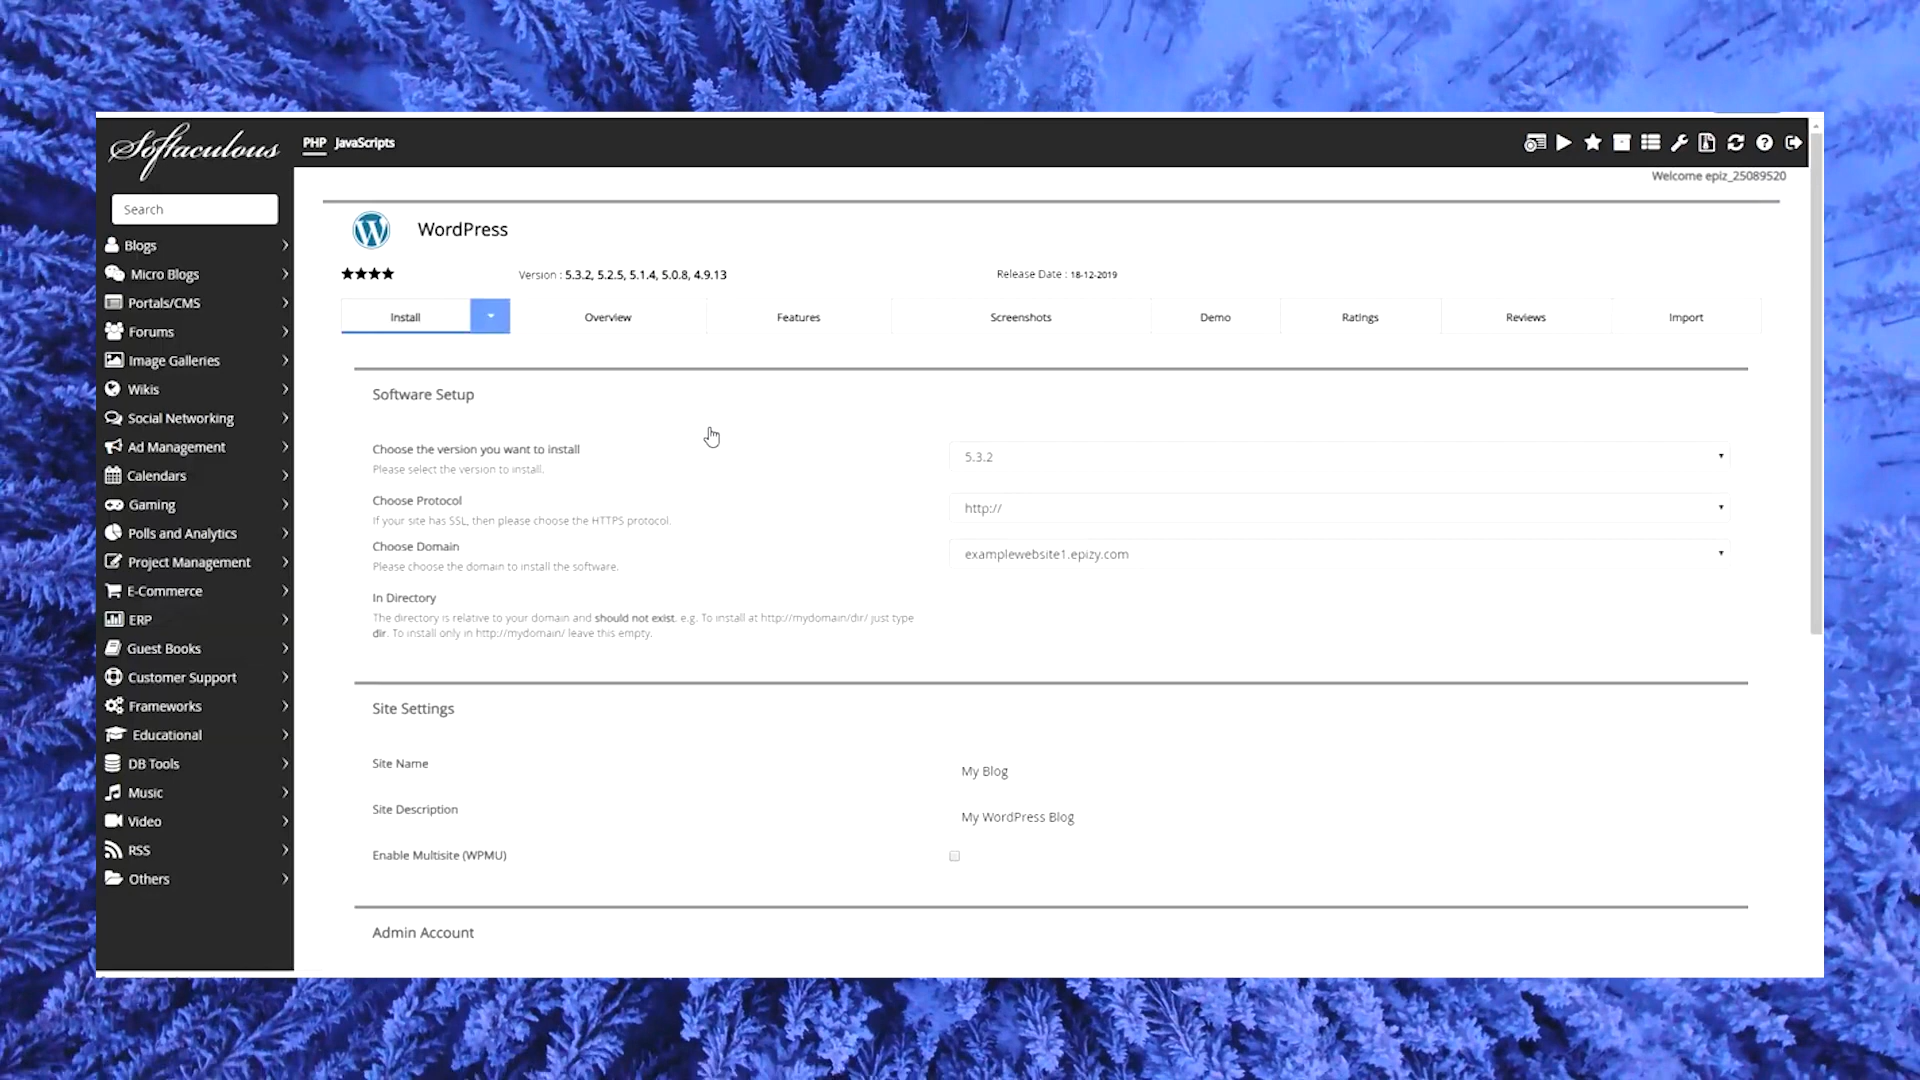 Softaculous
PHP JavaScripts
Welcome epiz_25089520
Search
Blogs
Micro Blogs
Portals/CMS
Forums
Image Galleries
Wikis
Social Networking
Ad Management
Calendars
Gaming
Polls and Analytics
Project Management
E-Commerce
ERP
Guest Books
Customer Support
Frameworks
Educational
DB Tools
Music
Video
RSS
Others
WordPress
Version : 5.3.2, 5.2.5, 5.1.4, 5.0.8, 4.9.13
Release Date : 18-12-2019
Install
Overview
Features
Screenshots
Demo
Ratings
Reviews
Import
Software Setup
Choose the version you want to install
Please select the version to install.
5.3.2
Choose Protocol
If your site has SSL, then please choose the HTTPS protocol.
http://
Choose Domain
Please choose the domain to install the software.
examplewebsite1.epizy.com
In Directory
The directory is relative to your domain and should not exist. e.g. To install at http://mydomain/dir/ just type
dir. To install only in http://mydomain/ leave this empty.
Site Settings
Site Name
My Blog
Site Description
My WordPress Blog
Enable Multisite (WPMU)
Admin Account